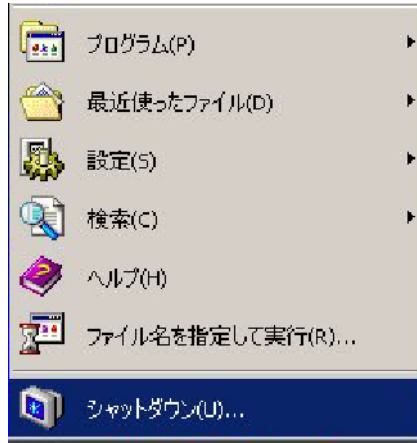 プログラム(P)
最近使ったファイル(D)
設定(S)
検索(C)
ヘルプ(H)
ファイル名を指定して実行(R)...
シャットダウン(U)...